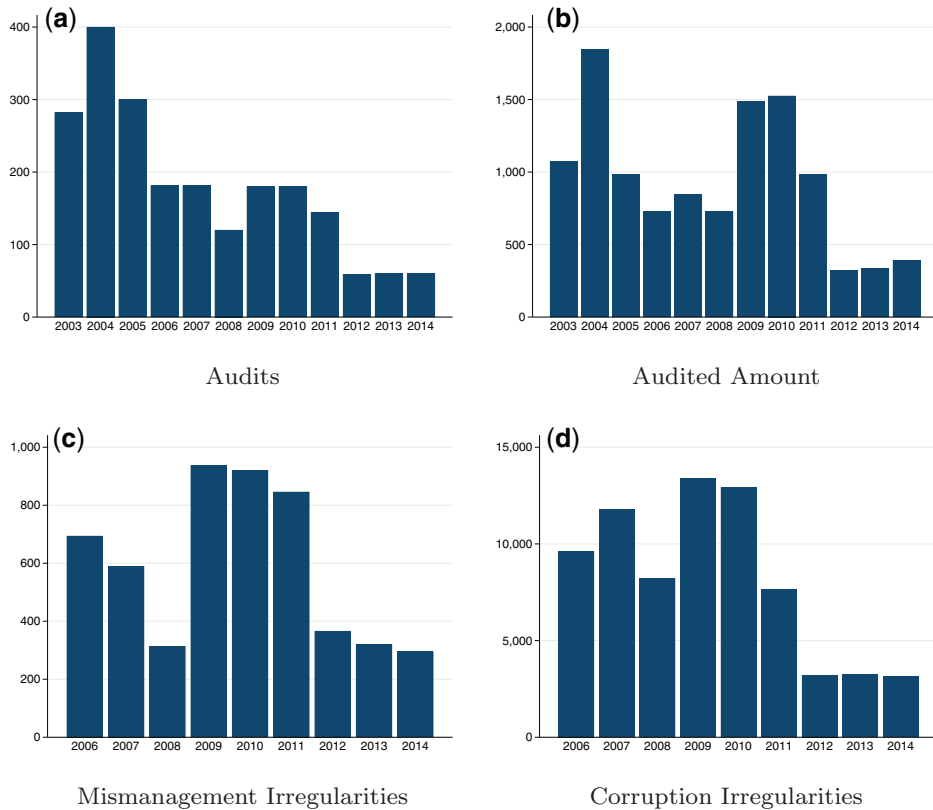 (a)
400
300
200
100
0
2003 2004 2005 2006 2007 2008 2009 2010 2011 2012 2013 2014
Audits
(b)
2,000
1,500
1,000
500
0
2003 2004 2005 2006 2007 2008 2009 2010 2011 2012 2013 2014
Audited Amount
(c)
1,000
800
600
400
200
0
2006 2007 2008 2009 2010 2011 2012 2013 2014
Mismanagement Irregularities
(d)
15,000
10,000
5,000
0
2006 2007 2008 2009 2010 2011 2012 2013 2014
Corruption Irregularities